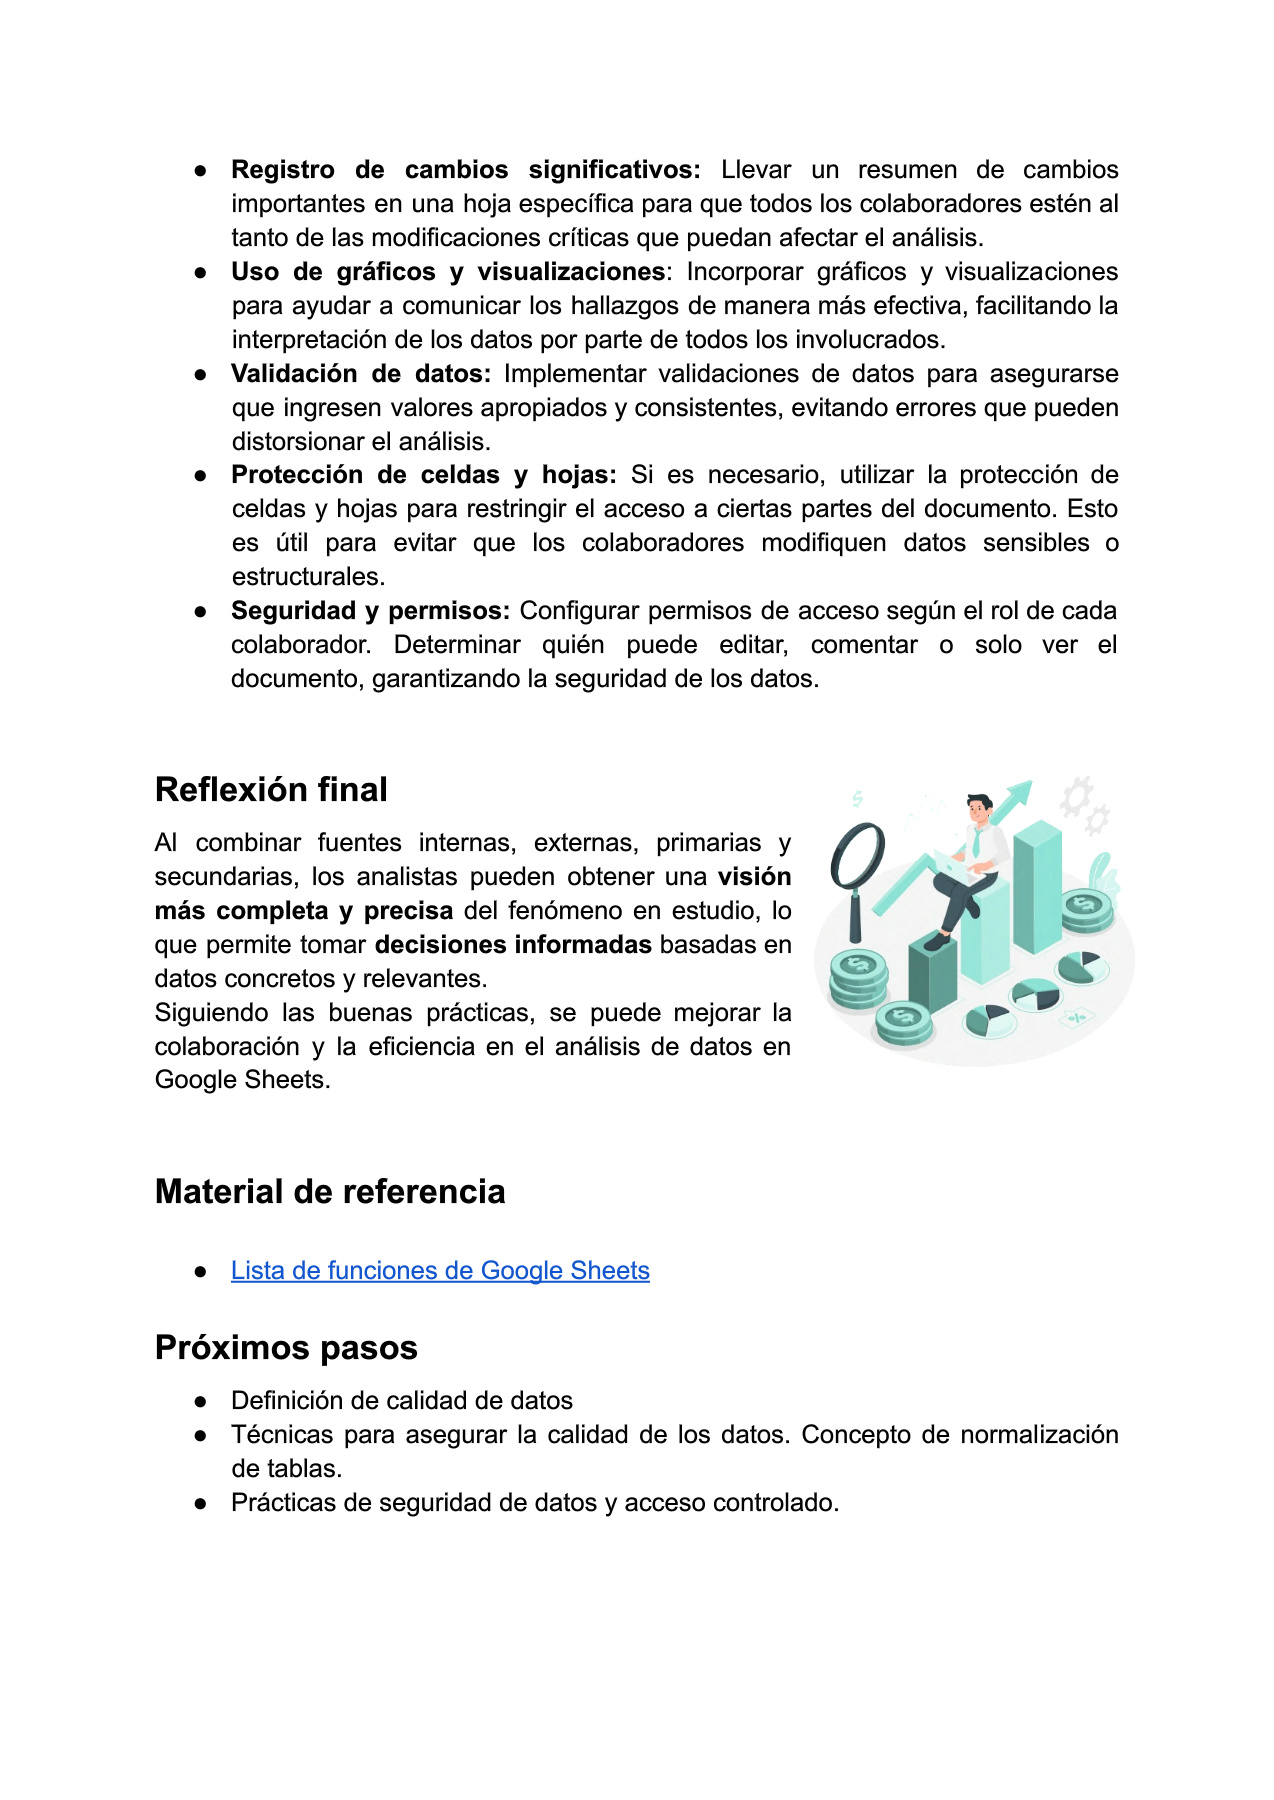 ● Registro de cambios significativos: Llevar un resumen de cambios
importantes en una hoja específica para que todos los colaboradores estén al
tanto de las modificaciones críticas que puedan afectar el análisis.
● Uso de gráficos y visualizaciones: Incorporar gráficos y visualizaciones
para ayudar a comunicar los hallazgos de manera más efectiva, facilitando la
interpretación de los datos por parte de todos los involucrados.
● Validación de datos: Implementar validaciones de datos para asegurarse
que ingresen valores apropiados y consistentes, evitando errores que pueden
distorsionar el análisis.
● Protección de celdas y hojas: Si es necesario, utilizar la protección de
celdas y hojas para restringir el acceso a ciertas partes del documento. Esto
es útil para evitar que los colaboradores modifiquen datos sensibles o
estructurales.
● Seguridad y permisos: Configurar permisos de acceso según el rol de cada
colaborador. Determinar quién puede editar, comentar o solo ver el
documento, garantizando la seguridad de los datos.
Reflexión final
Al combinar fuentes internas, externas, primarias y
secundarias, los analistas pueden obtener una visión
más completa y precisa del fenómeno en estudio, lo
que permite tomar decisiones informadas basadas en
datos concretos y relevantes.
Siguiendo las buenas prácticas, se puede mejorar la
colaboración y la eficiencia en el análisis de datos en
Google Sheets.
$
$
$
$
%
Material de referencia
● Lista de funciones de Google Sheets
Próximos pasos
● Definición de calidad de datos
● Técnicas para asegurar la calidad de los datos. Concepto de normalización
de tablas.
● Prácticas de seguridad de datos y acceso controlado.